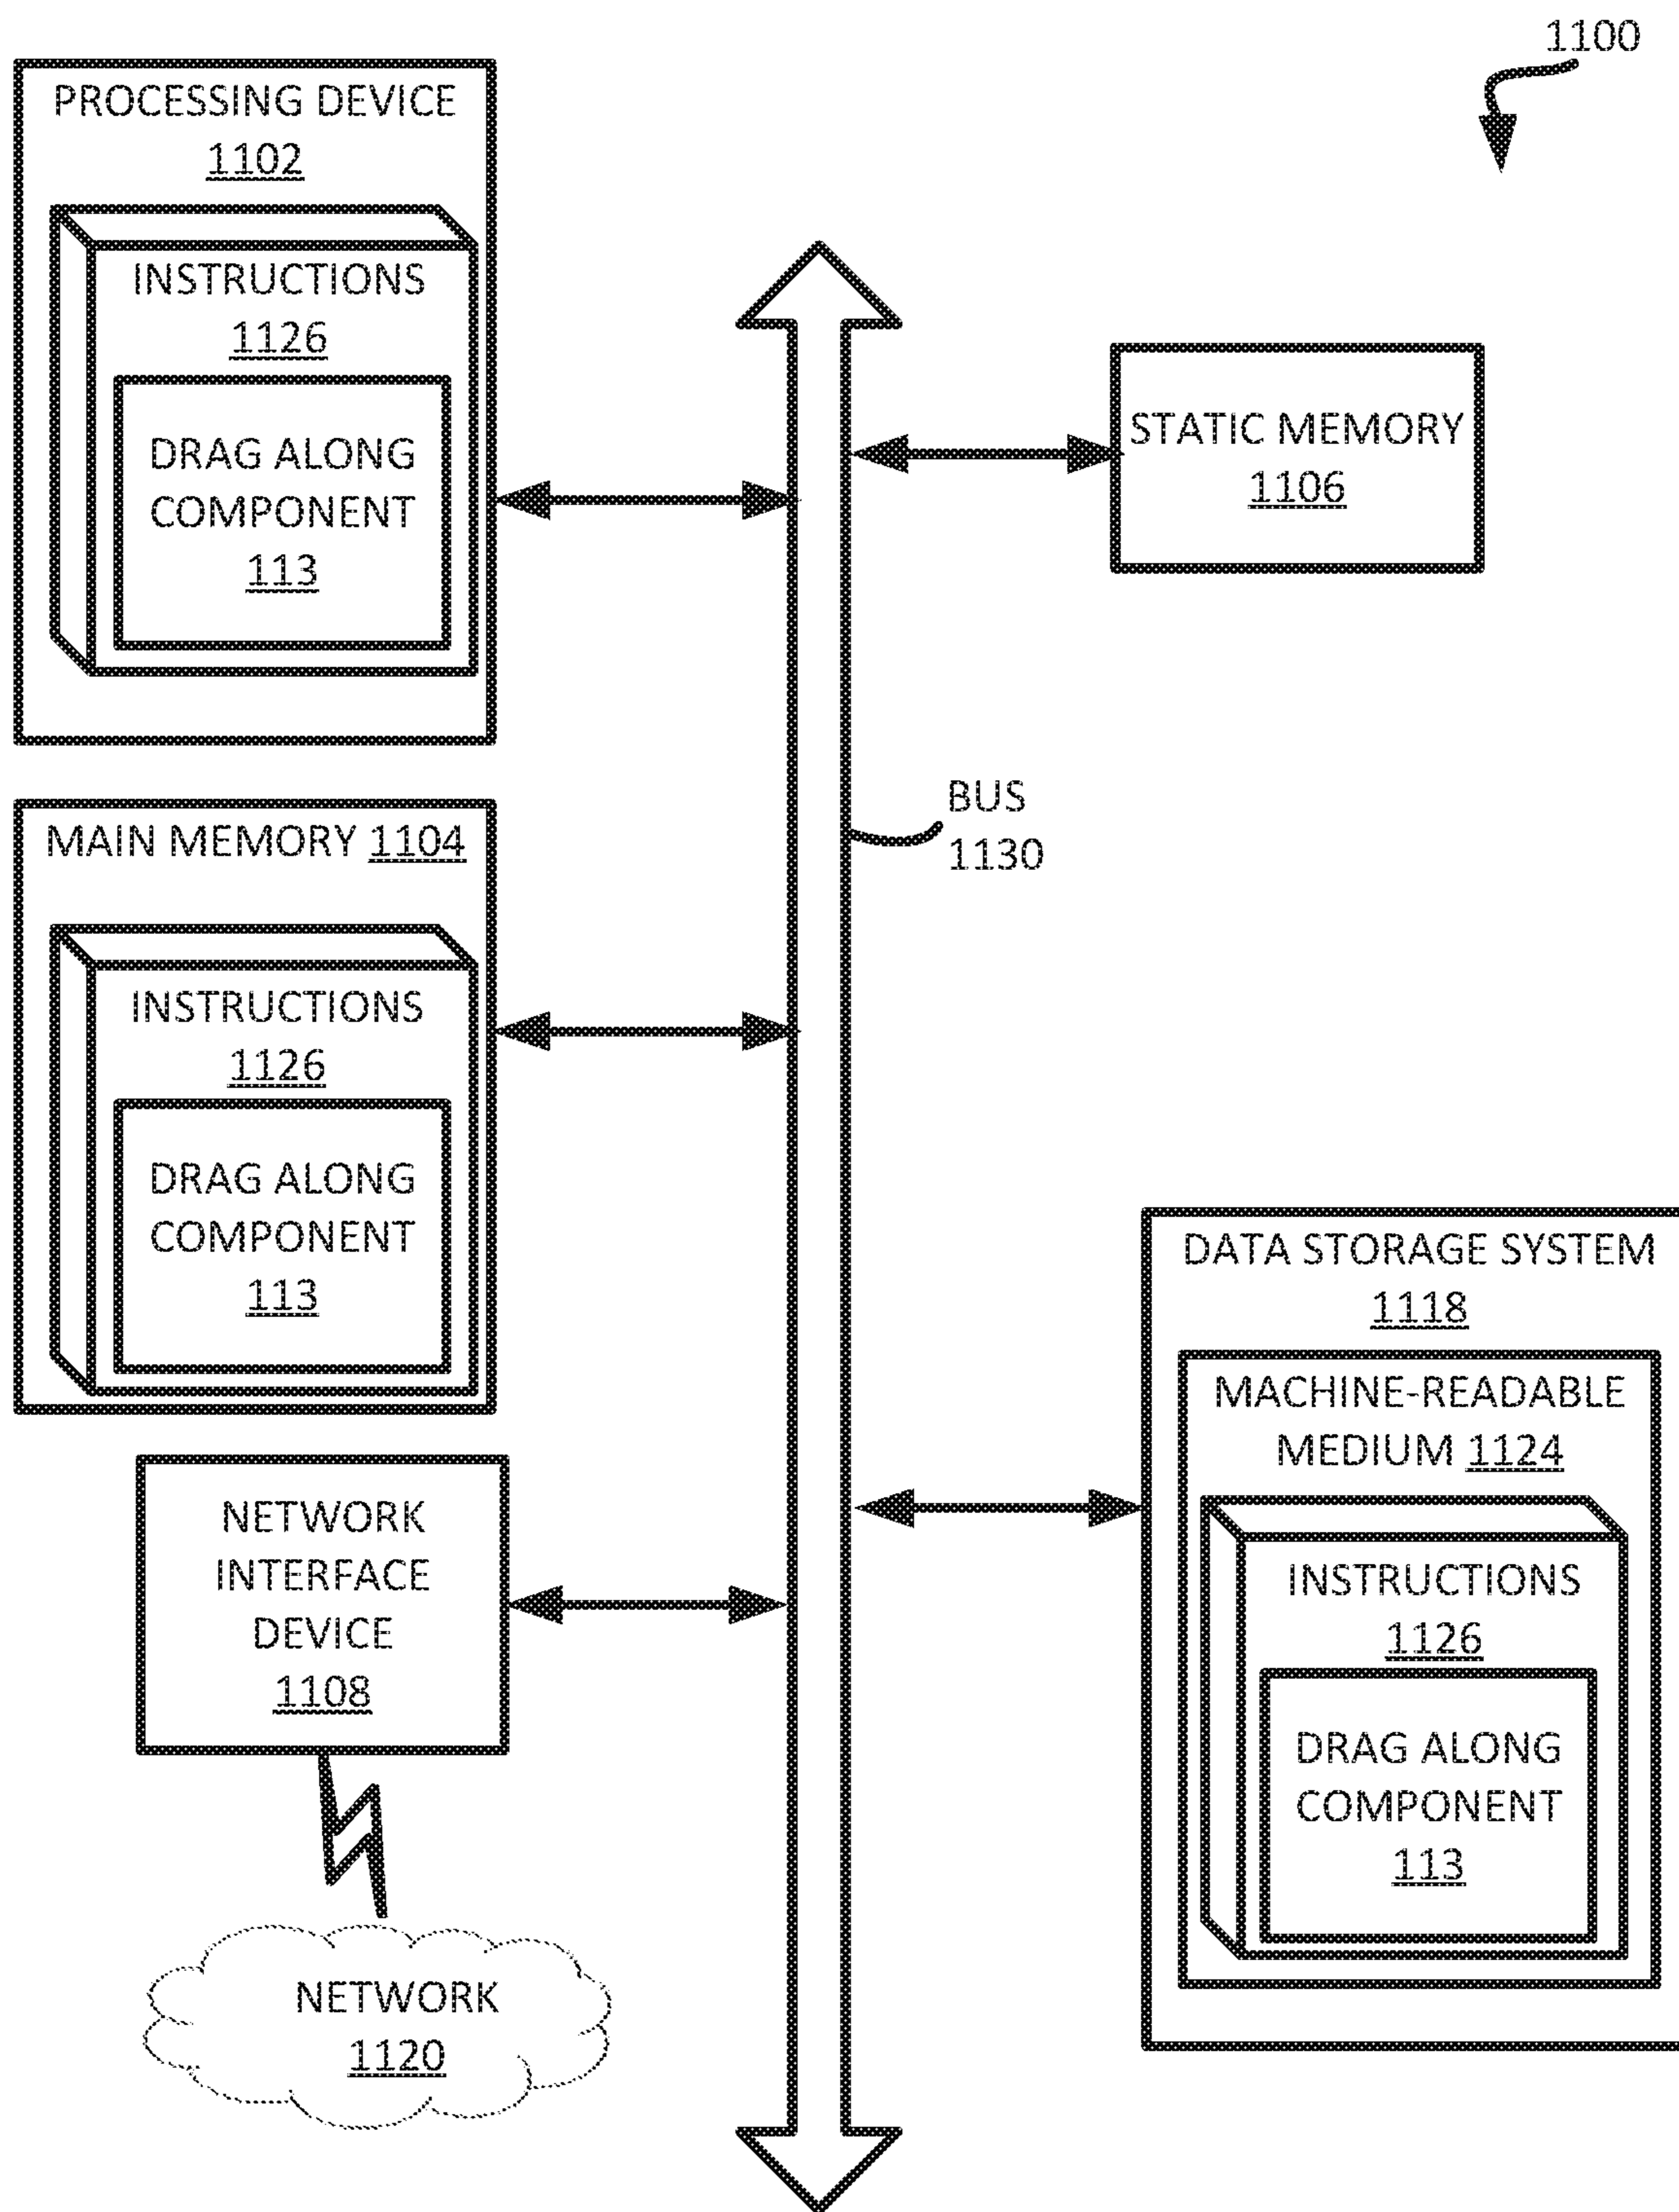 1100
PROCESSING DEVICE
1102
INSTRUCTIONS
1126
DRAG ALONG
COMPONENT
113
STATIC MEMORY
1106
BUS
1130
MAIN MEMORY 1104
INSTRUCTIONS
1126
DRAG ALONG
COMPONENT
113
DATA STORAGE SYSTEM
1118
MACHINE-READABLE
MEDIUM 1124
INSTRUCTIONS
1126
DRAG ALONG
COMPONENT
113
NETWORK
INTERFACE
DEVICE
1108
NETWORK
1120